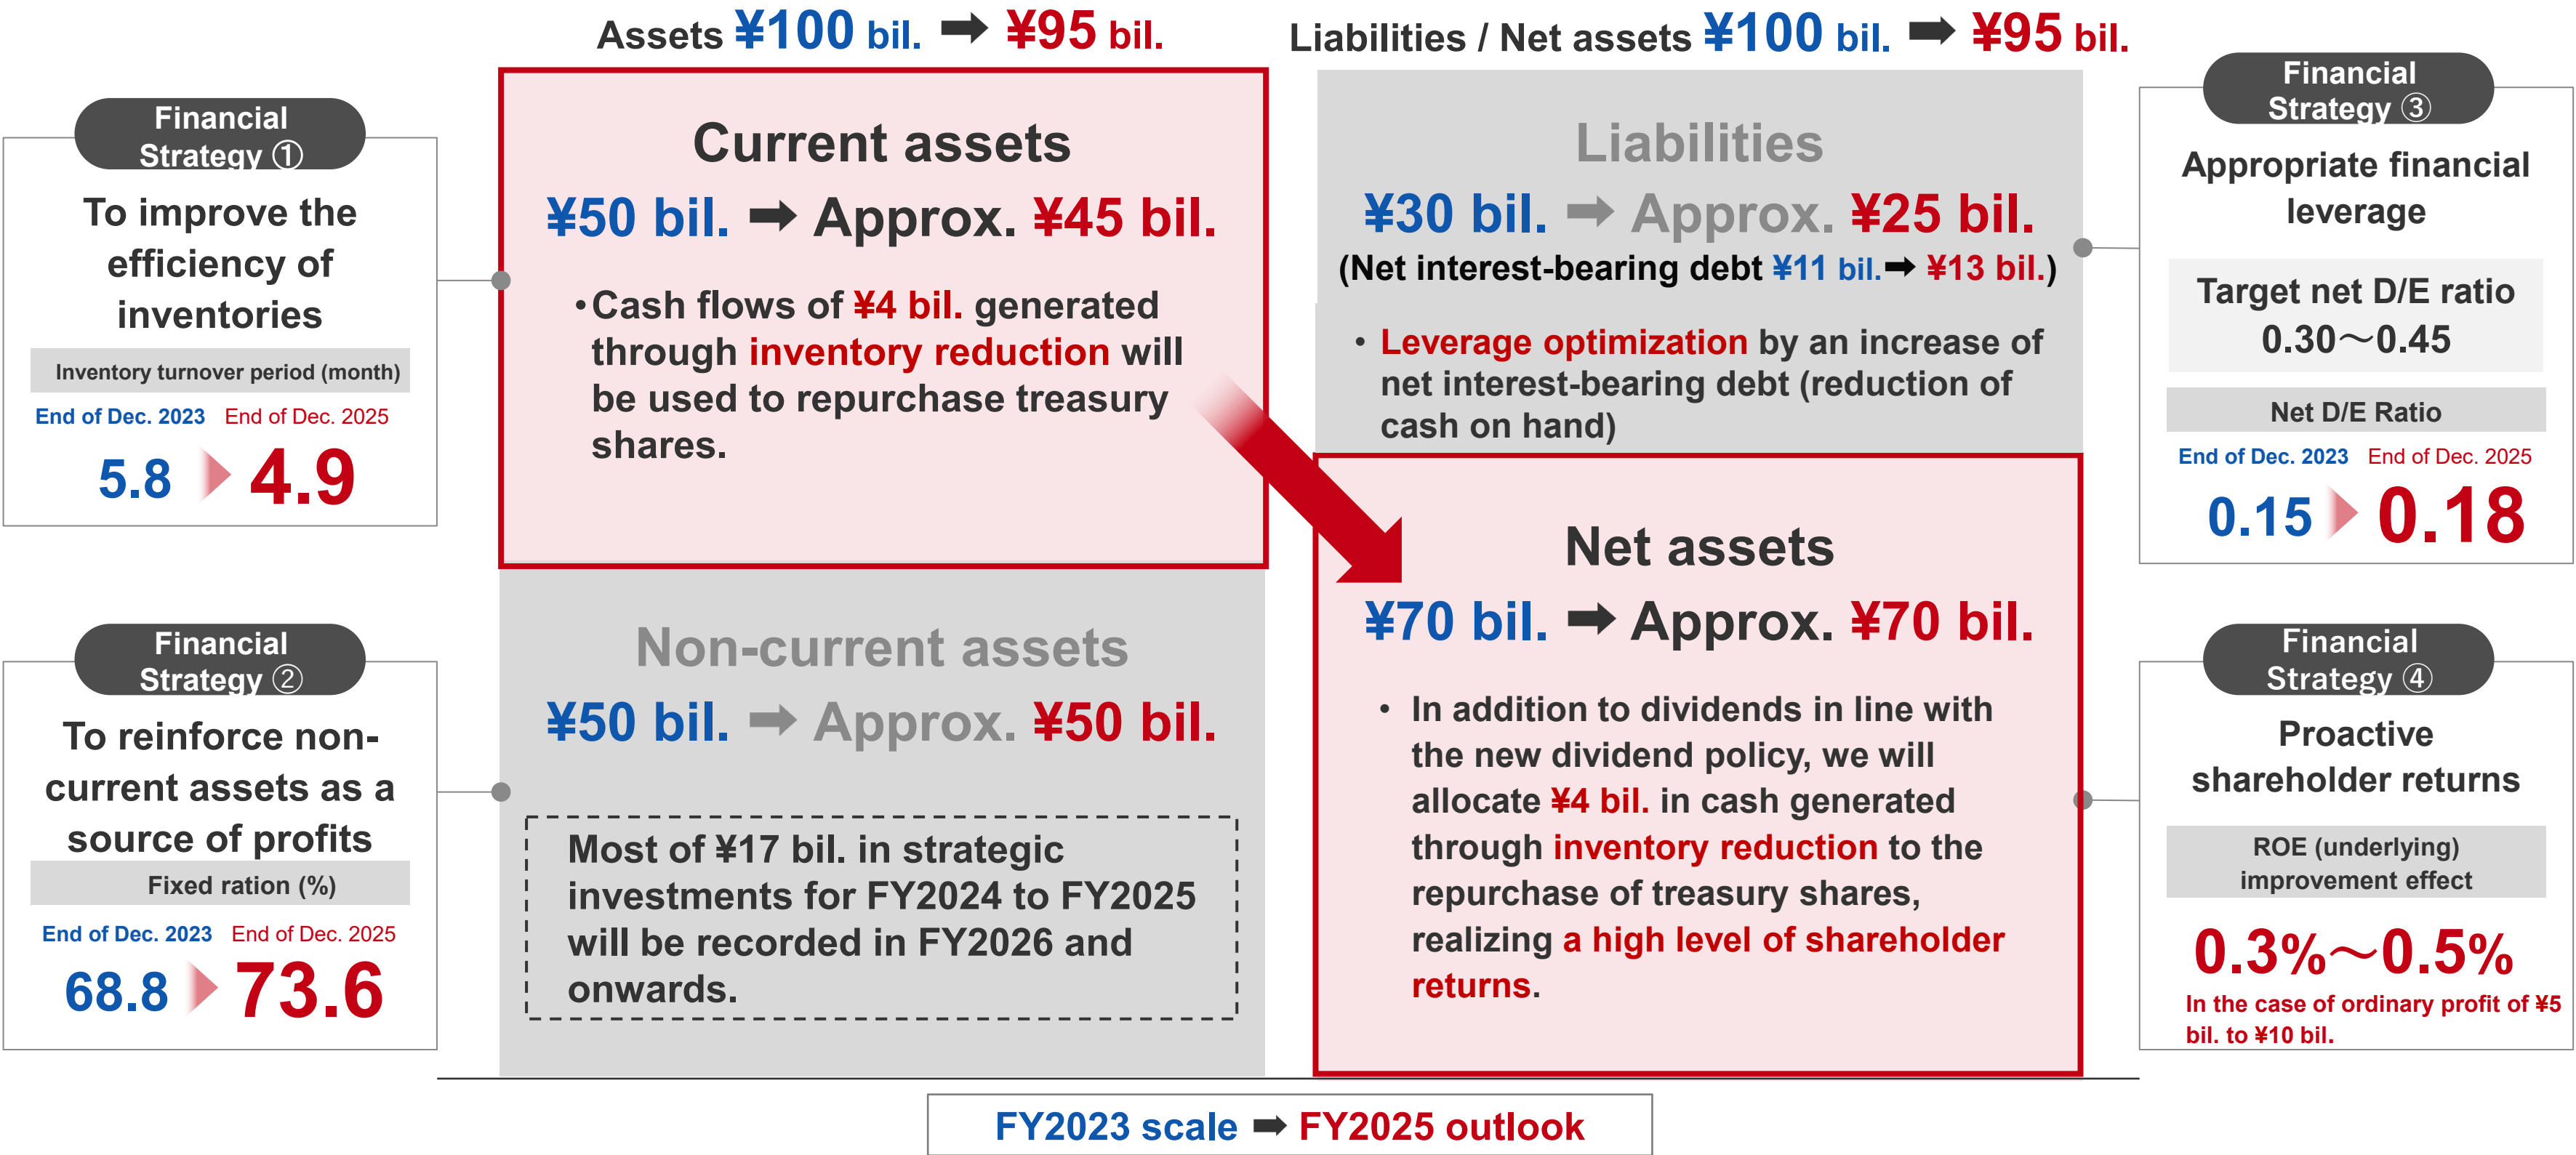 Assets ¥100 bil. ➡ ¥95 bil.
Liabilities / Net assets ¥100 bil. ➡ ¥95 bil.
Financial
Strategy ①
To improve the
efficiency of
inventories
Inventory turnover period (month)
End of Dec. 2023 End of Dec. 2025
5.8 4.9
Financial
Strategy ②
To reinforce non-
current assets as a
source of profits
Fixed ration (%)
End of Dec. 2023 End of Dec. 2025
68.8 73.6
Current assets
¥50 bil. ➡ Approx. ¥45 bil.
•Cash flows of ¥4 bil. generated
through inventory reduction will
be used to repurchase treasury
shares.
Non-current assets
¥50 bil. ➡ Approx. ¥50 bil.
Most of ¥17 bil. in strategic
investments for FY2024 to FY2025
will be recorded in FY2026 and
onwards.
Liabilities
¥30 bil. ➡ Approx. ¥25 bil.
(Net interest-bearing debt ¥11 bil.➡ ¥13 bil.)
• Leverage optimization by an increase of
net interest-bearing debt (reduction of
cash on hand)
Net assets
¥70 bil. ➡ Approx. ¥70 bil.
• In addition to dividends in line with
the new dividend policy, we will
allocate ¥4 bil. in cash generated
through inventory reduction to the
repurchase of treasury shares,
realizing a high level of shareholder
returns.
Financial
Strategy ③
Appropriate financial
leverage
Target net D/E ratio
0.30～0.45
Net D/E Ratio
End of Dec. 2023 End of Dec. 2025
0.15 0.18
Financial
Strategy ④
Proactive
shareholder returns
ROE (underlying)
improvement effect
0.3%～0.5%
In the case of ordinary profit of ¥5
bil. to ¥10 bil.
FY2023 scale ➡ FY2025 outlook